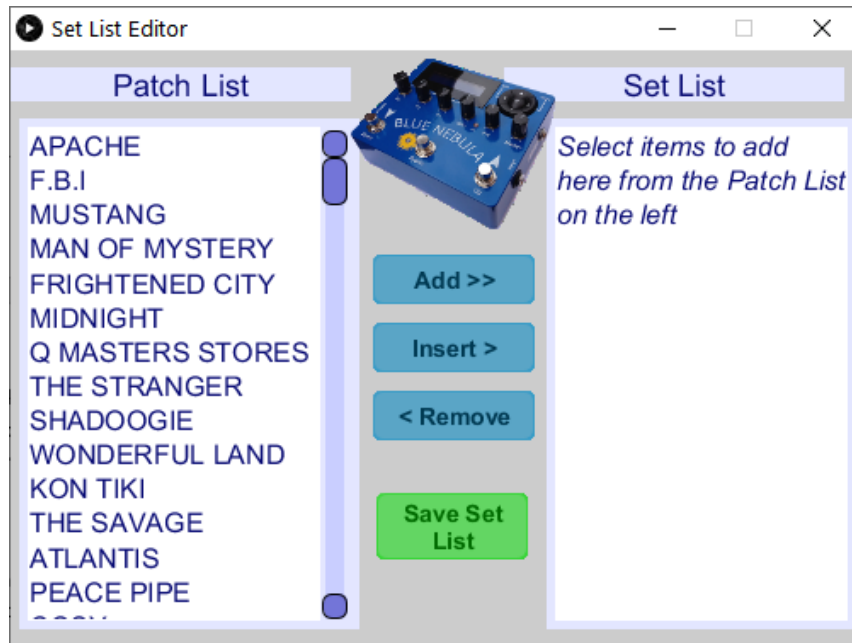 Set List Editor
Patch List
Set List
BLUE NEBULA
APACHE
F.B.I
MUSTANG
MAN OF MYSTERY
FRIGHTENED CITY
MIDNIGHT
Q MASTERS STORES
THE STRANGER
SHADOOGIE
WONDERFUL LAND
KON TIKI
THE SAVAGE
ATLANTIS
PEACE PIPE
Add >>
Insert >
< Remove
Save Set
List
Select items to add
here from the Patch List
on the left